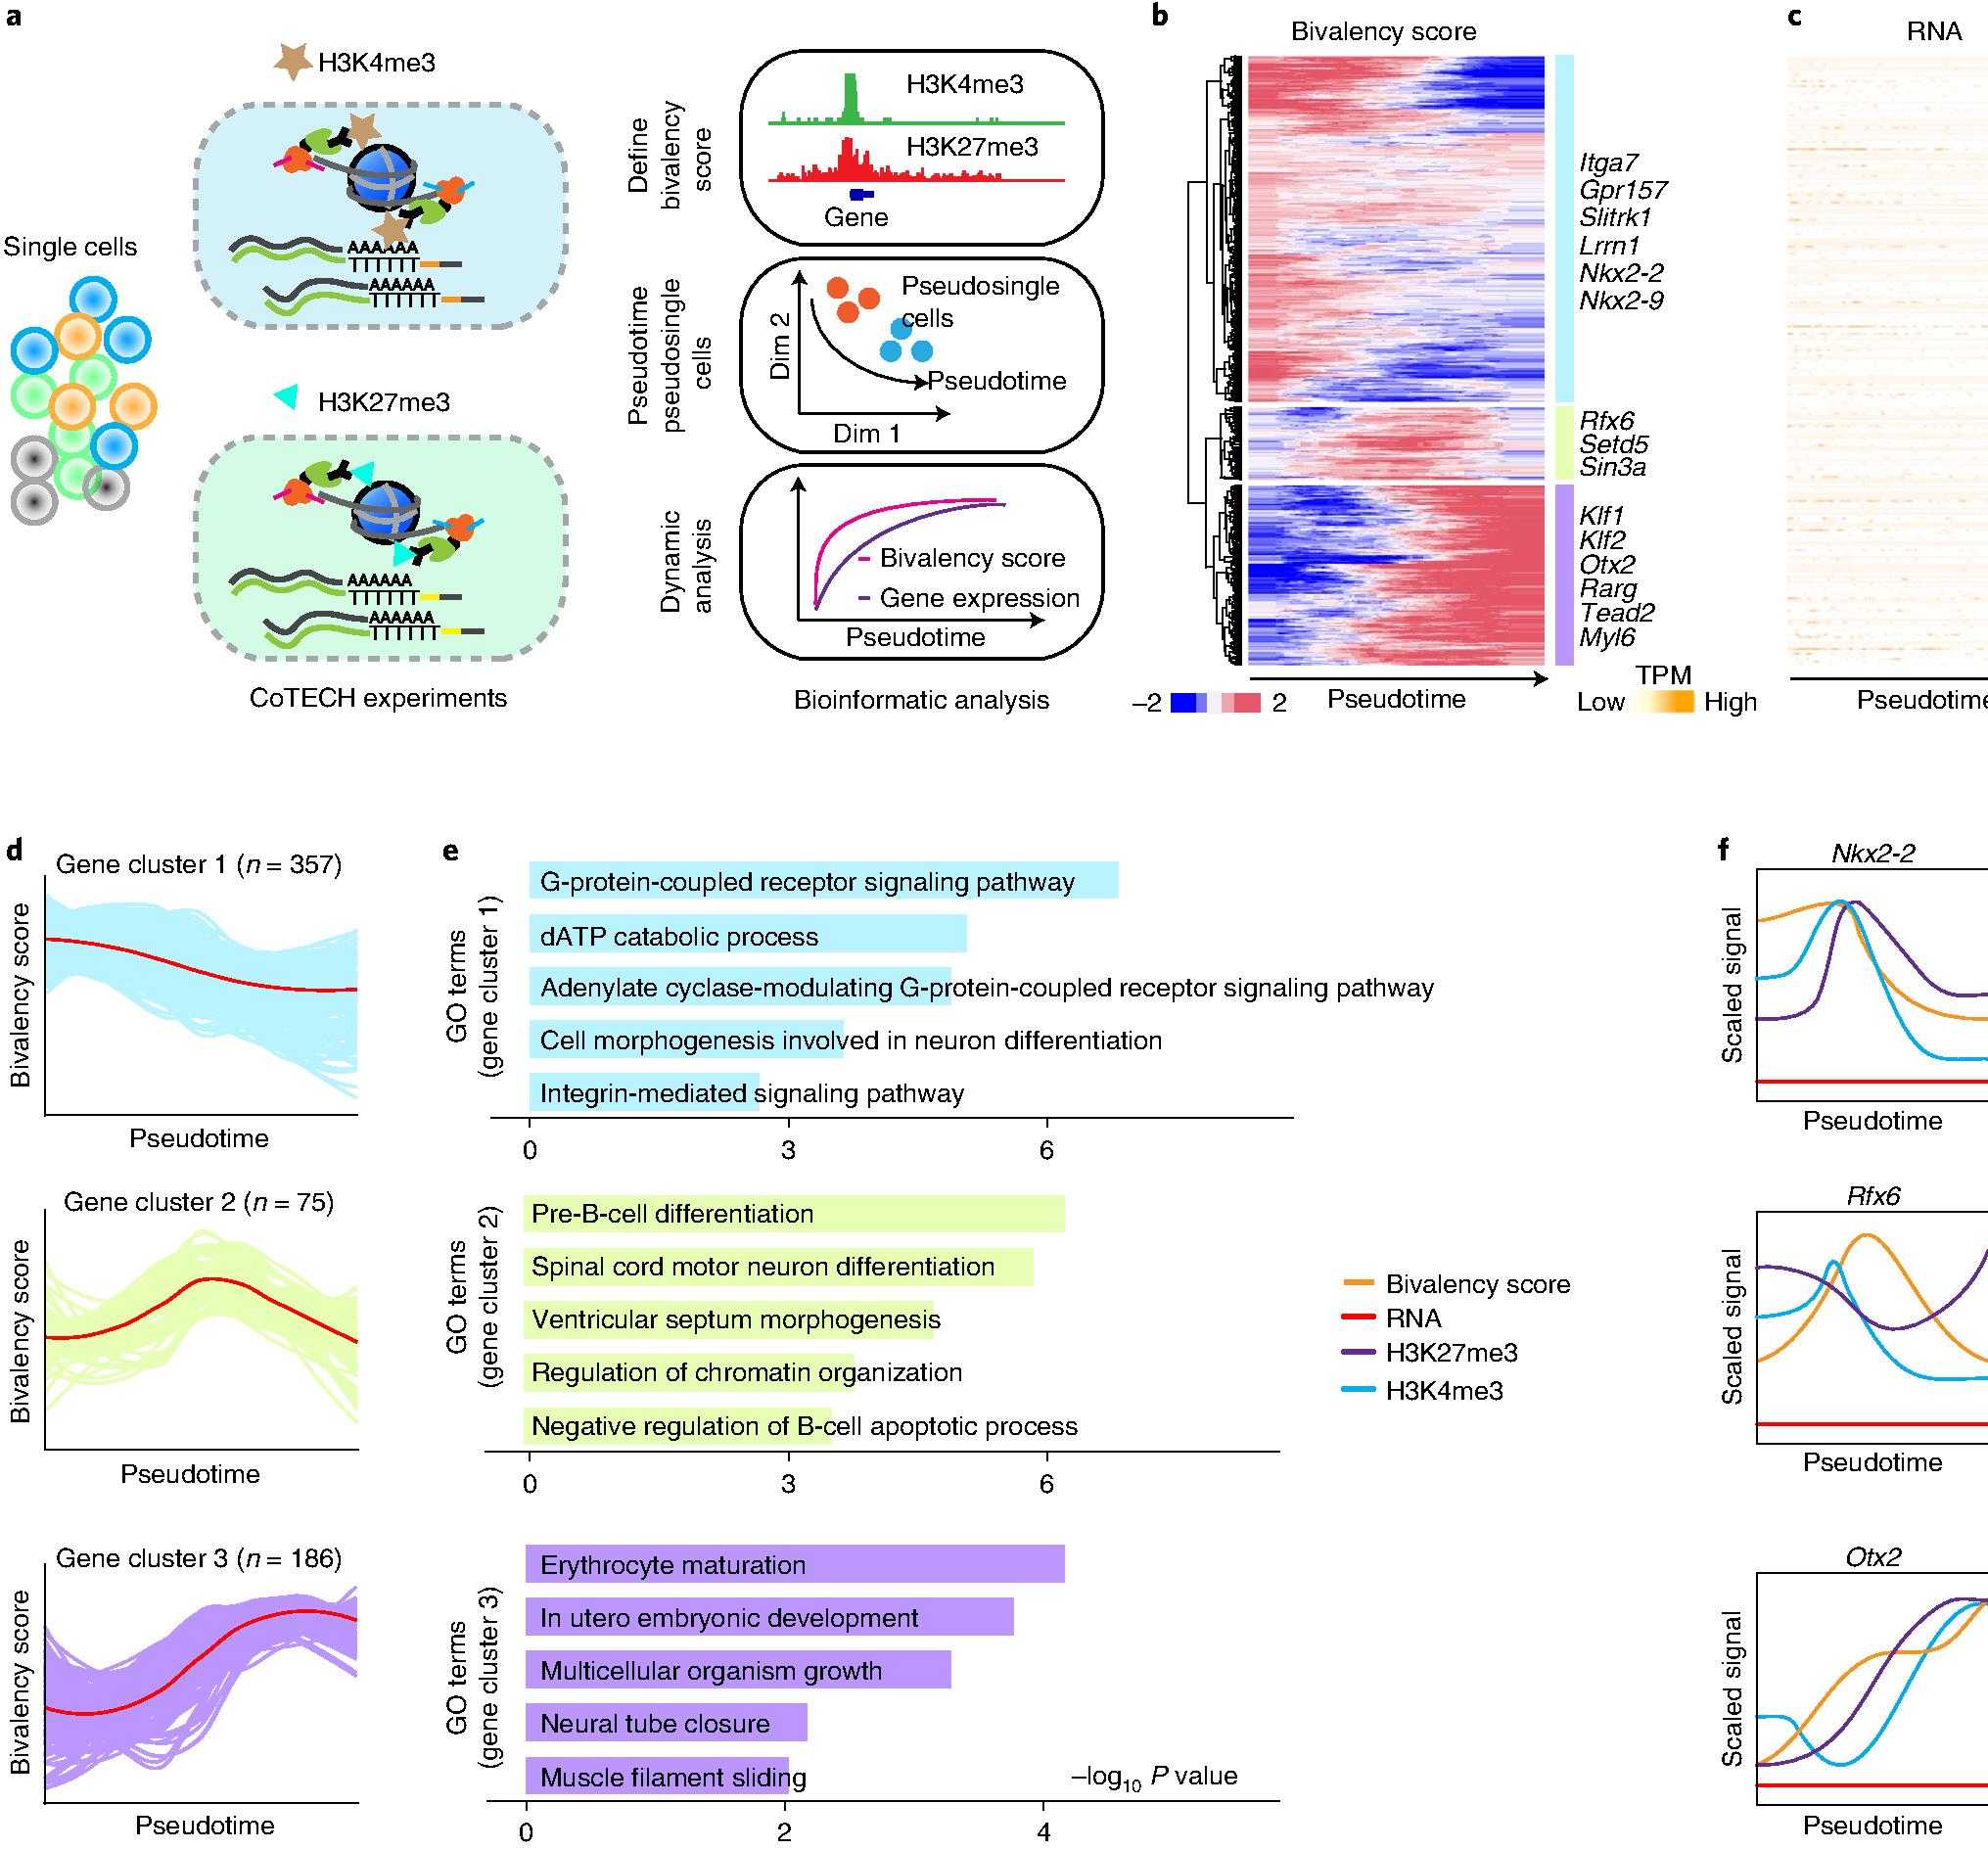 a
H3K4me3
AAAAAA
AAAAAA
Single cells
H3K27me3
AAAAAA
AAAAAA
CoTECH experiments
Define
bivalency
score
H3K4me3
H3K27me3
Gene
Pseudotime
pseudosingle
cells
Dim 2
Pseudosingle
cells
Pseudotime
Dim 1
Dynamic
analysis
Bivalency score
Gene expression
Pseudotime
Bioinformatic analysis
b
Bivalency score
Itga7
Gpr157
Slitrk1
Lrrn1
Nkx2-2
Nkx2-9
Rfx6
Setd5
Sin3a
Klf1
Klf2
Otx2
Rarg
Tead2
Myl6
–2
2
Pseudotime
TPM
Low
High
c
RNA
Pseudotime
d
Gene cluster 1 (n = 357)
Bivalency score
Pseudotime
Gene cluster 2 (n = 75)
Bivalency score
Pseudotime
Gene cluster 3 (n = 186)
Bivalency score
Pseudotime
e
GO terms
(gene cluster 1)
G-protein-coupled receptor signaling pathway
dATP catabolic process
Adenylate cyclase-modulating G-protein-coupled receptor signaling pathway
Cell morphogenesis involved in neuron differentiation
Integrin-mediated signaling pathway
0 3 6
GO terms
(gene cluster 2)
Pre-B-cell differentiation
Spinal cord motor neuron differentiation
Ventricular septum morphogenesis
Regulation of chromatin organization
Negative regulation of B-cell apoptotic process
0 3 6
GO terms
(gene cluster 3)
Erythrocyte maturation
In utero embryonic development
Multicellular organism growth
Neural tube closure
Muscle filament sliding
–log10 P value
0 2 4
Bivalency score
RNA
H3K27me3
H3K4me3
f
Nkx2-2
Scaled signal
Pseudotime
Rfx6
Scaled signal
Pseudotime
Otx2
Scaled signal
Pseudotime